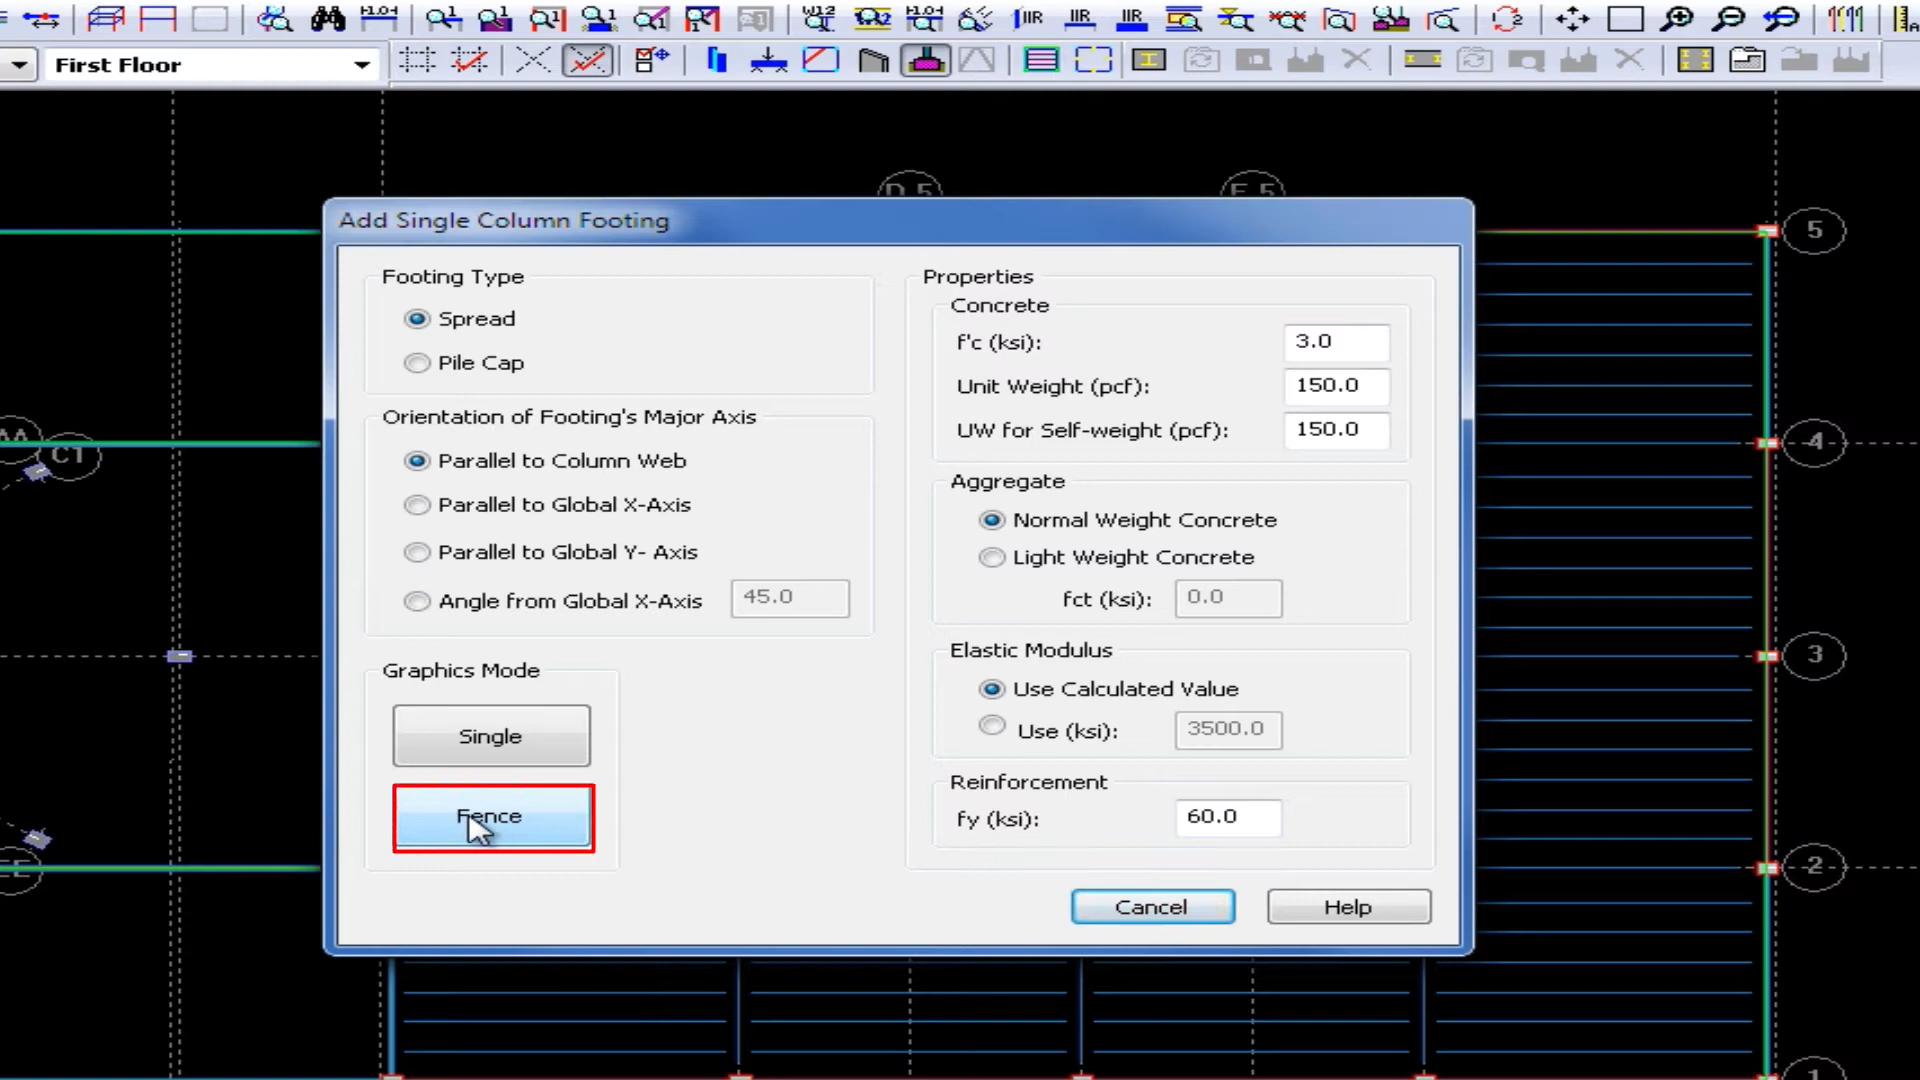 First Floor
D.5
E.5
Add Single Column Footing
Footing Type
Spread
Pile Cap
Orientation of Footing's Major Axis
Parallel to Column Web
Parallel to Global X-Axis
Parallel to Global Y- Axis
Angle from Global X-Axis 45.0
Graphics Mode
Single
Fence
Properties
Concrete
f'c (ksi): 3.0
Unit Weight (pcf): 150.0
UW for Self-weight (pcf): 150.0
Aggregate
Normal Weight Concrete
Light Weight Concrete
fct (ksi): 0.0
Elastic Modulus
Use Calculated Value
Use (ksi): 3500.0
Reinforcement
fy (ksi): 60.0
Cancel
Help
C1
5
4
3
2
1